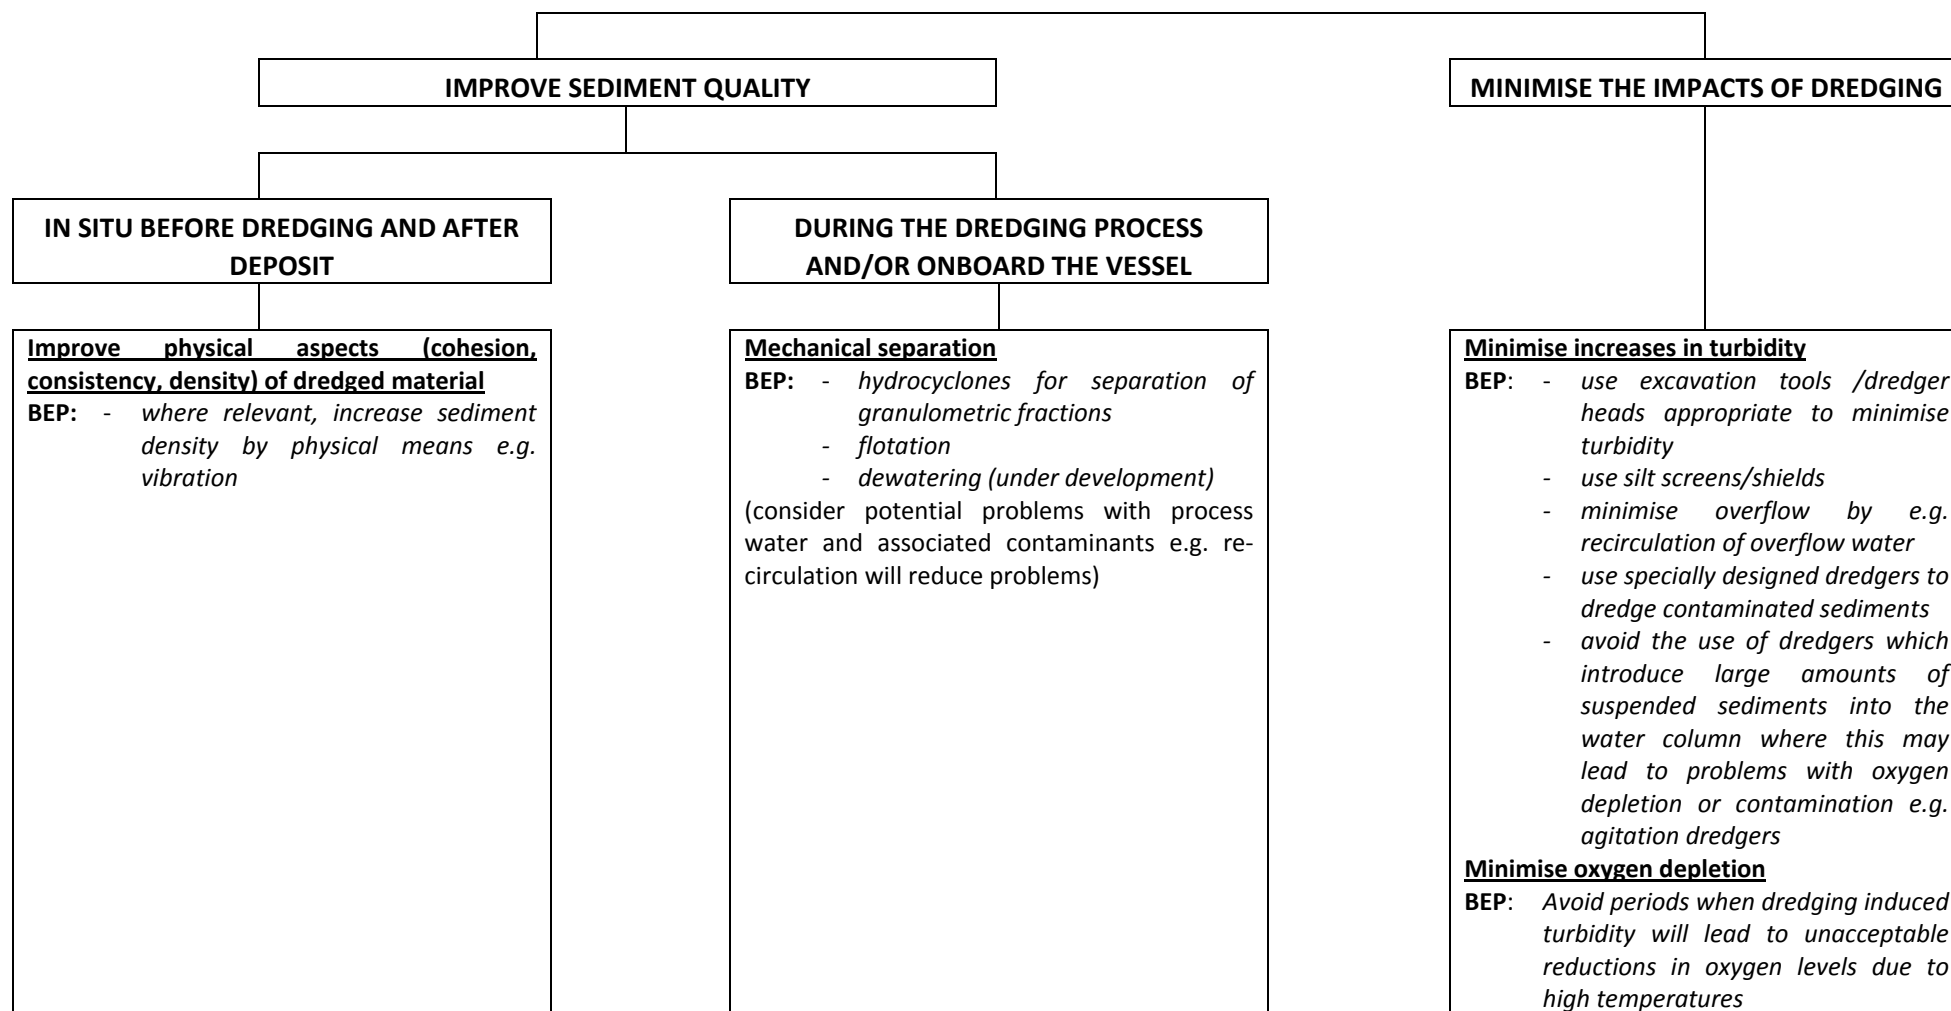 IMPROVE SEDIMENT QUALITY
MINIMISE THE IMPACTS OF DREDGING
IN SITU BEFORE DREDGING AND AFTER
DEPOSIT
DURING THE DREDGING PROCESS
AND/OR ONBOARD THE VESSEL
Improve physical aspects (cohesion,
consistency, density) of dredged material
BEP: - where relevant, increase sediment
density by physical means e.g.
vibration
Mechanical separation
BEP: - hydrocyclones for separation of
granulometric fractions
- flotation
- dewatering (under development)
(consider potential problems with process
water and associated contaminants e.g. re-
circulation will reduce problems)
Minimise increases in turbidity
BEP: - use excavation tools /dredger
heads appropriate to minimise
turbidity
- use silt screens/shields
- minimise overflow by e.g.
recirculation of overflow water
- use specially designed dredgers to
dredge contaminated sediments
- avoid the use of dredgers which
introduce large amounts of
suspended sediments into the
water column where this may
lead to problems with oxygen
depletion or contamination e.g.
agitation dredgers
Minimise oxygen depletion
BEP: Avoid periods when dredging induced
turbidity will lead to unacceptable
reductions in oxygen levels due to
high temperatures